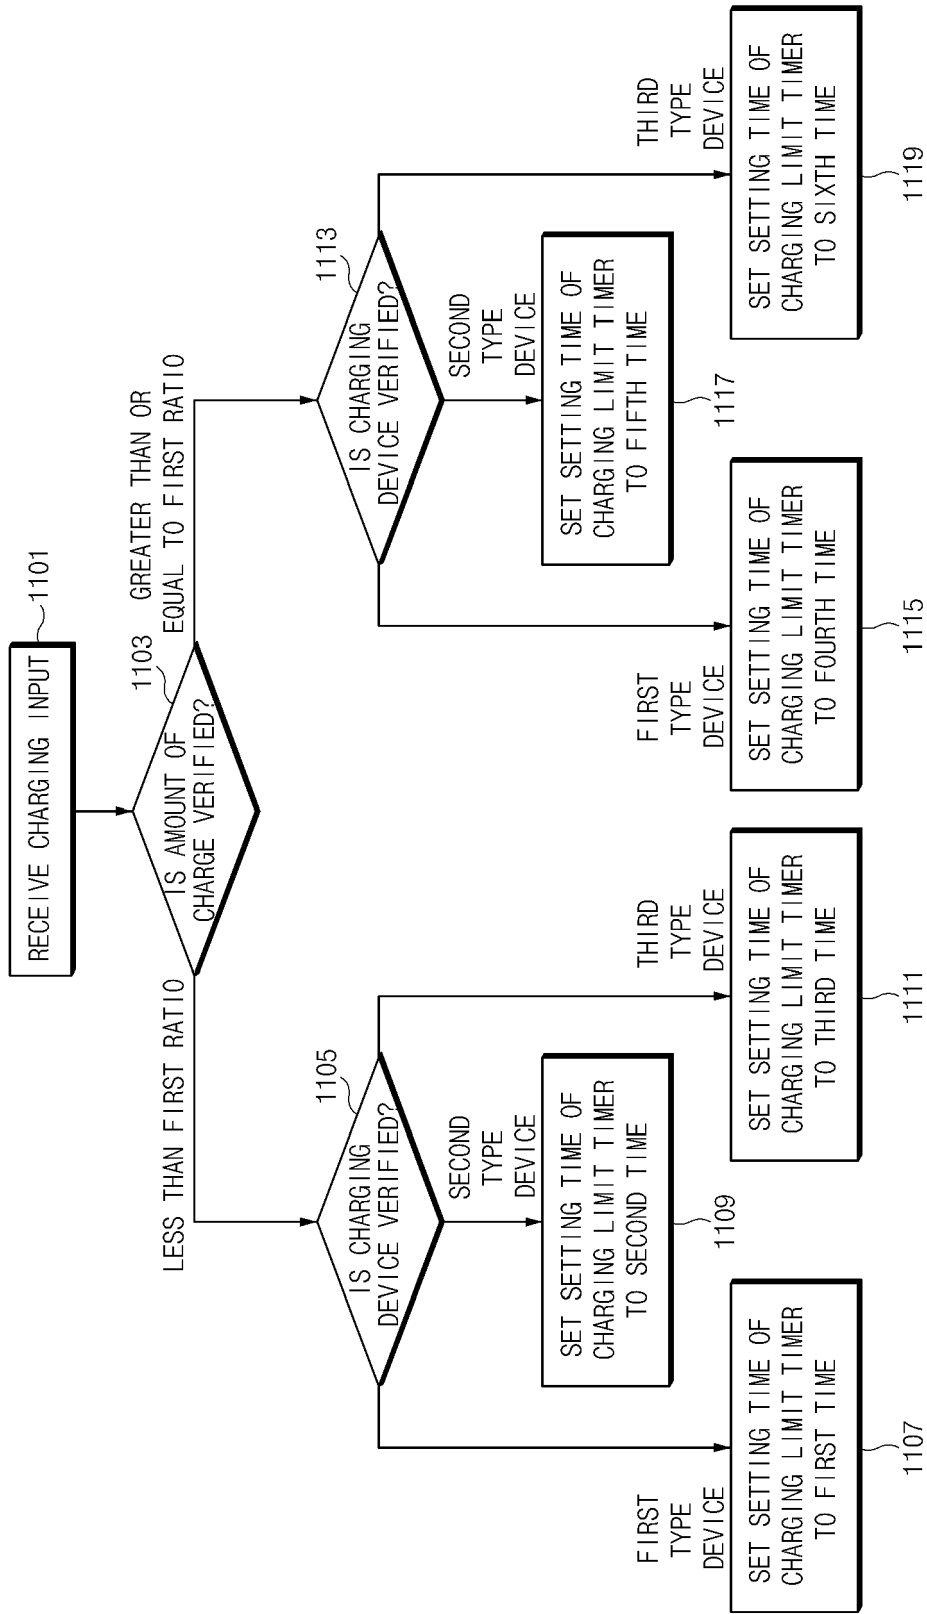 RECEIVE CHARGING INPUT
1101
IS AMOUNT OF
CHARGE VERIFIED?
1103
LESS THAN FIRST RATIO
GREATER THAN OR
EQUAL TO FIRST RATIO
IS CHARGING
DEVICE VERIFIED?
1105
FIRST
TYPE
DEVICE
SECOND
TYPE
DEVICE
THIRD
TYPE
DEVICE
SET SETTING TIME OF
CHARGING LIMIT TIMER
TO FIRST TIME
1107
SET SETTING TIME OF
CHARGING LIMIT TIMER
TO SECOND TIME
1109
SET SETTING TIME OF
CHARGING LIMIT TIMER
TO THIRD TIME
1111
IS CHARGING
DEVICE VERIFIED?
1113
FIRST
TYPE
DEVICE
SECOND
TYPE
DEVICE
THIRD
TYPE
DEVICE
SET SETTING TIME OF
CHARGING LIMIT TIMER
TO FOURTH TIME
1115
SET SETTING TIME OF
CHARGING LIMIT TIMER
TO FIFTH TIME
1117
SET SETTING TIME OF
CHARGING LIMIT TIMER
TO SIXTH TIME
1119